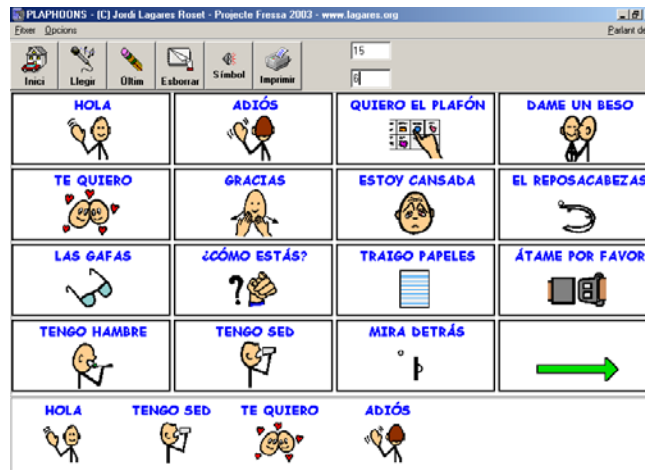 PLAPHOONS - (C) Jordi Lagares Roset - Projecte Fressa 2003 - www.lagares.org
Fitxer Opcions Parlant de
Inici Llegir Últim Esborrar Símbol Imprimir
15
6
HOLA ADIÓS QUIERO EL PLAFÓN DAME UN BESO
TE QUIERO GRACIAS ESTOY CANSADA EL REPOSACABEZAS
LAS GAFAS ¿CÓMO ESTÁS? TRAIGO PAPELES ÁTAME POR FAVOR
?
TENGO HAMBRE TENGO SED MIRA DETRÁS
HOLA TENGO SED TE QUIERO ADIÓS